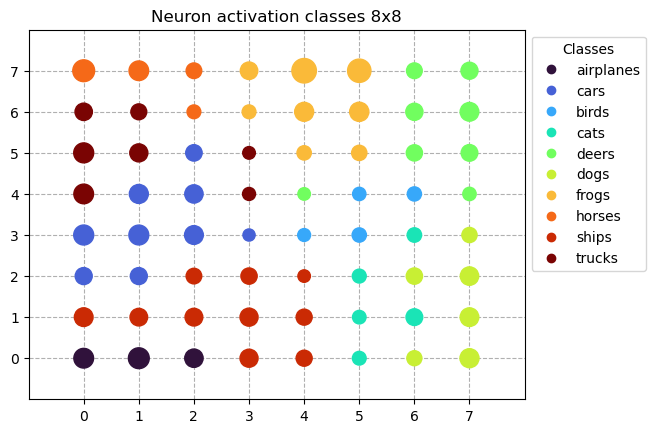 Neuron activation classes 8x8
Classes
airplanes
cars
birds
cats
deers
dogs
frogs
horses
ships
trucks
7
6
5
4
3
2
1
0
0 1 2 3 4 5 6 7